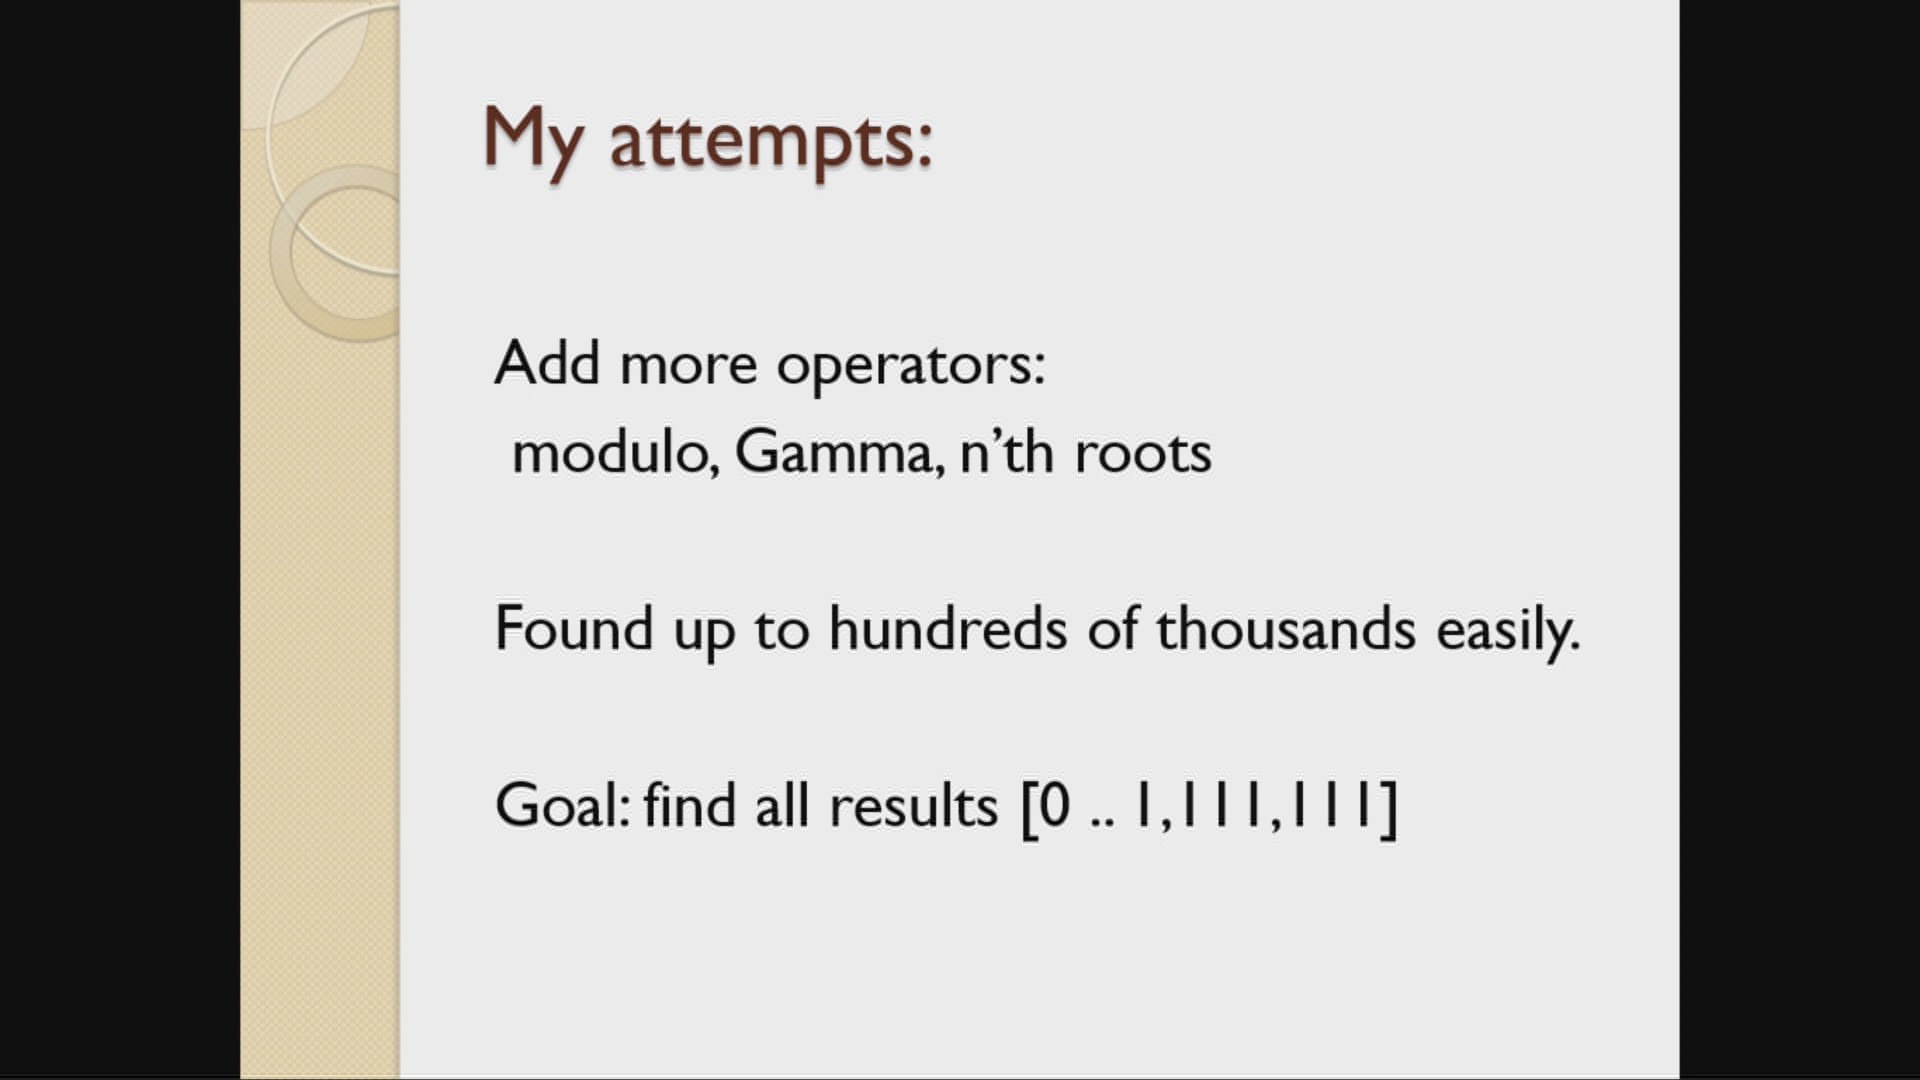 My attempts:
Add more operators:
modulo, Gamma, n’th roots
Found up to hundreds of thousands easily.
Goal: find all results [0 .. 1,111,111]